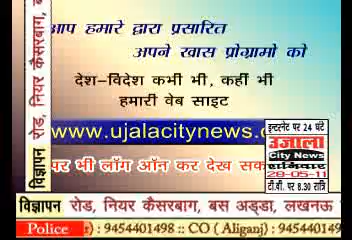 आप हमारे द्वारा प्रसारित
अपने खास प्रोग्रामो को
देश-विदेश कभी भी, कहीं भी
हमारी वेब साइट
www.ujalacitynews.
पर भी लॉग ऑन कर देख सक
विज्ञापन रोड, नियर कैसरबाग, बस
इन्टरनेट पर 24 घंटे
उजाला
City News
शनिवार
28-05-11
टी.वी. पर 8.30 रात्रि
विज्ञापन रोड, नियर कैसरबाग, बस अड्डा, लखनऊ
Police r) : 9454401498 :: CO ( Aliganj) : 945440149